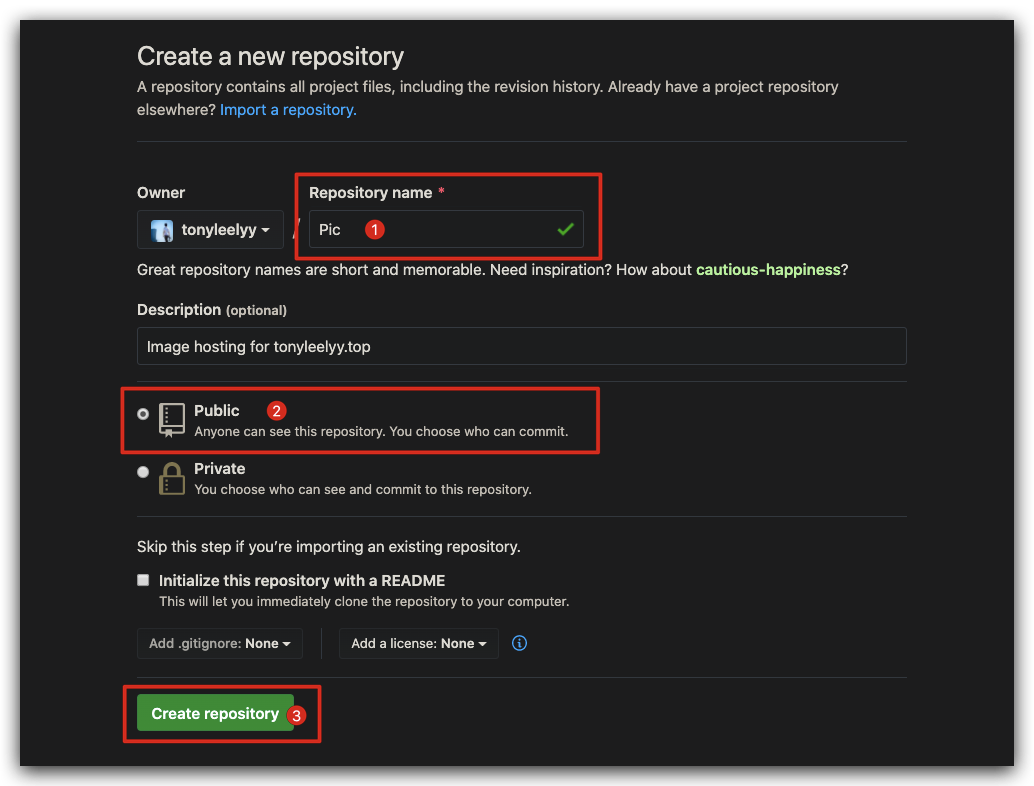 Create a new repository
A repository contains all project files, including the revision history. Already have a project repository
elsewhere? Import a repository.
Owner
Repository name *
tonyleelyy
/
Pic
1
Great repository names are short and memorable. Need inspiration? How about cautious-happiness?
Description (optional)
Image hosting for tonyleelyy.top
Public
2
Anyone can see this repository. You choose who can commit.
Private
You choose who can see and commit to this repository.
Skip this step if you’re importing an existing repository.
Initialize this repository with a README
This will let you immediately clone the repository to your computer.
Add .gitignore: None
Add a license: None
Create repository
3